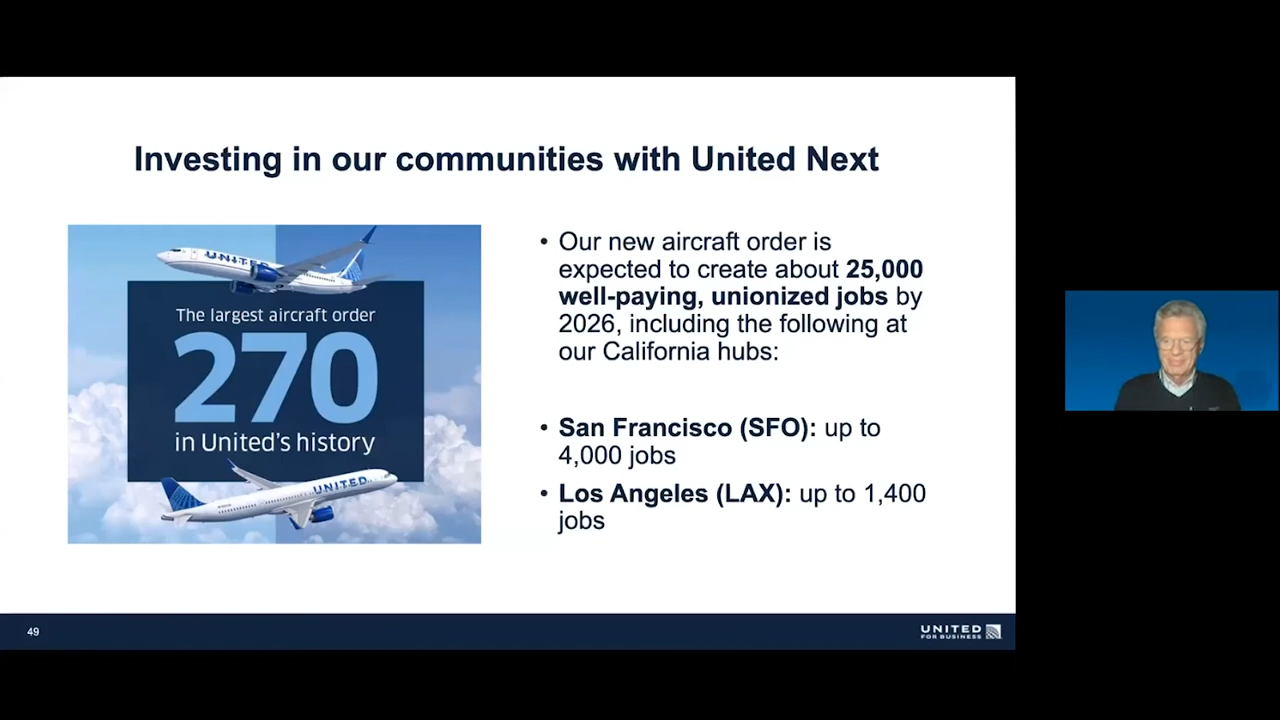 Investing in our communities with United Next
UNITED
The largest aircraft order
270
in United's history
UNITED
• Our new aircraft order is
expected to create about 25,000
well-paying, unionized jobs by
2026, including the following at
our California hubs:
• San Francisco (SFO): up to
4,000 jobs
• Los Angeles (LAX): up to 1,400
jobs
49
UNITED
FOR BUSINESS